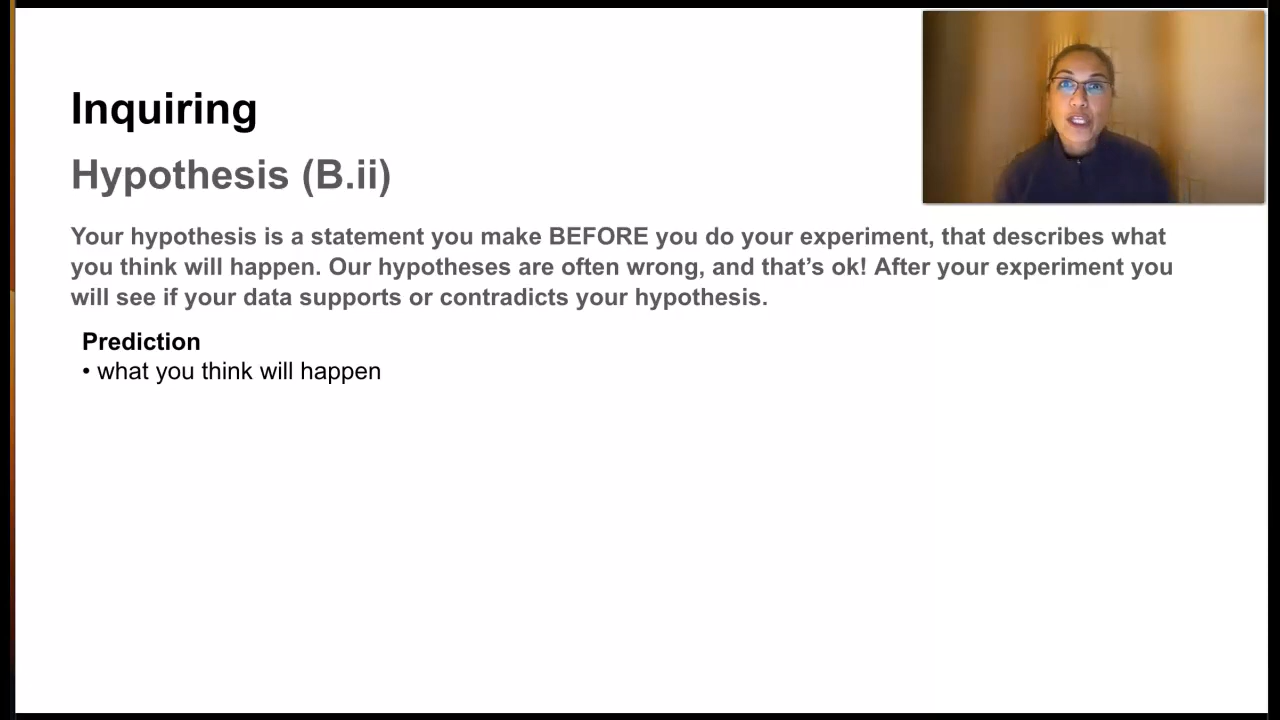 Inquiring
Hypothesis (B.ii)
Your hypothesis is a statement you make BEFORE you do your experiment, that describes what
you think will happen. Our hypotheses are often wrong, and that’s ok! After your experiment you
will see if your data supports or contradicts your hypothesis.
Prediction
• what you think will happen